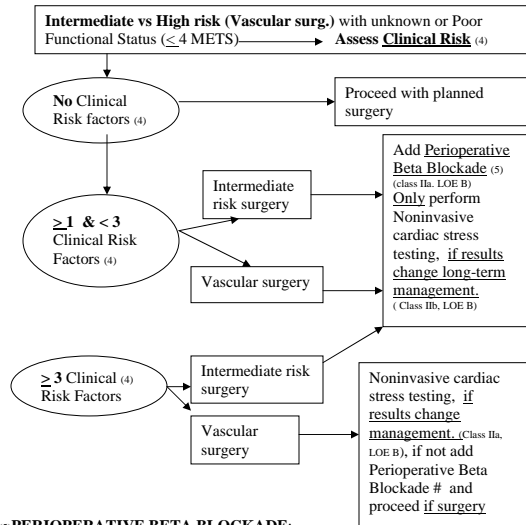 Intermediate vs High risk (Vascular surg.) with unknown or Poor
Functional Status (< 4 METS) Assess Clinical Risk (4)
No Clinical
Risk factors (4)
Proceed with planned
surgery
≥ 1 & < 3
Clinical Risk
Factors (4)
Intermediate
risk surgery
Vascular surgery
Add Perioperative
Beta Blockade (5)
(class IIa. LOE B)
Only perform
Noninvasive
cardiac stress
testing, if results
change long-term
management.
( Class IIb, LOE B)
≥ 3 Clinical (4)
Risk Factors
Intermediate risk
surgery
Vascular
surgery
Noninvasive cardiac
stress testing, if
results change
management. (Class IIa,
LOE B), if not add
Perioperative Beta
Blockade # and
proceed if surgery
PERIOPERATIVE BETA BLOCKADE: